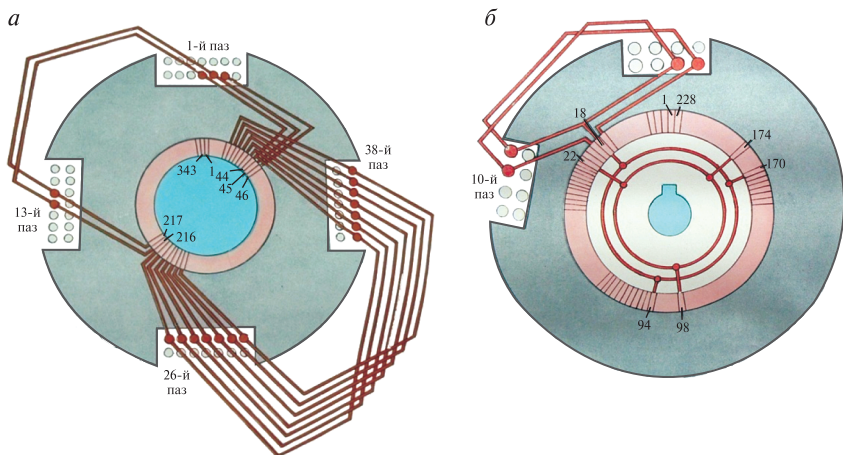 а
1-й паз
38-й
паз
343
1
44
45
46
13-й
паз
217
216
26-й
паз
б
1
228
18
174
22
170
10-й
паз
94
98